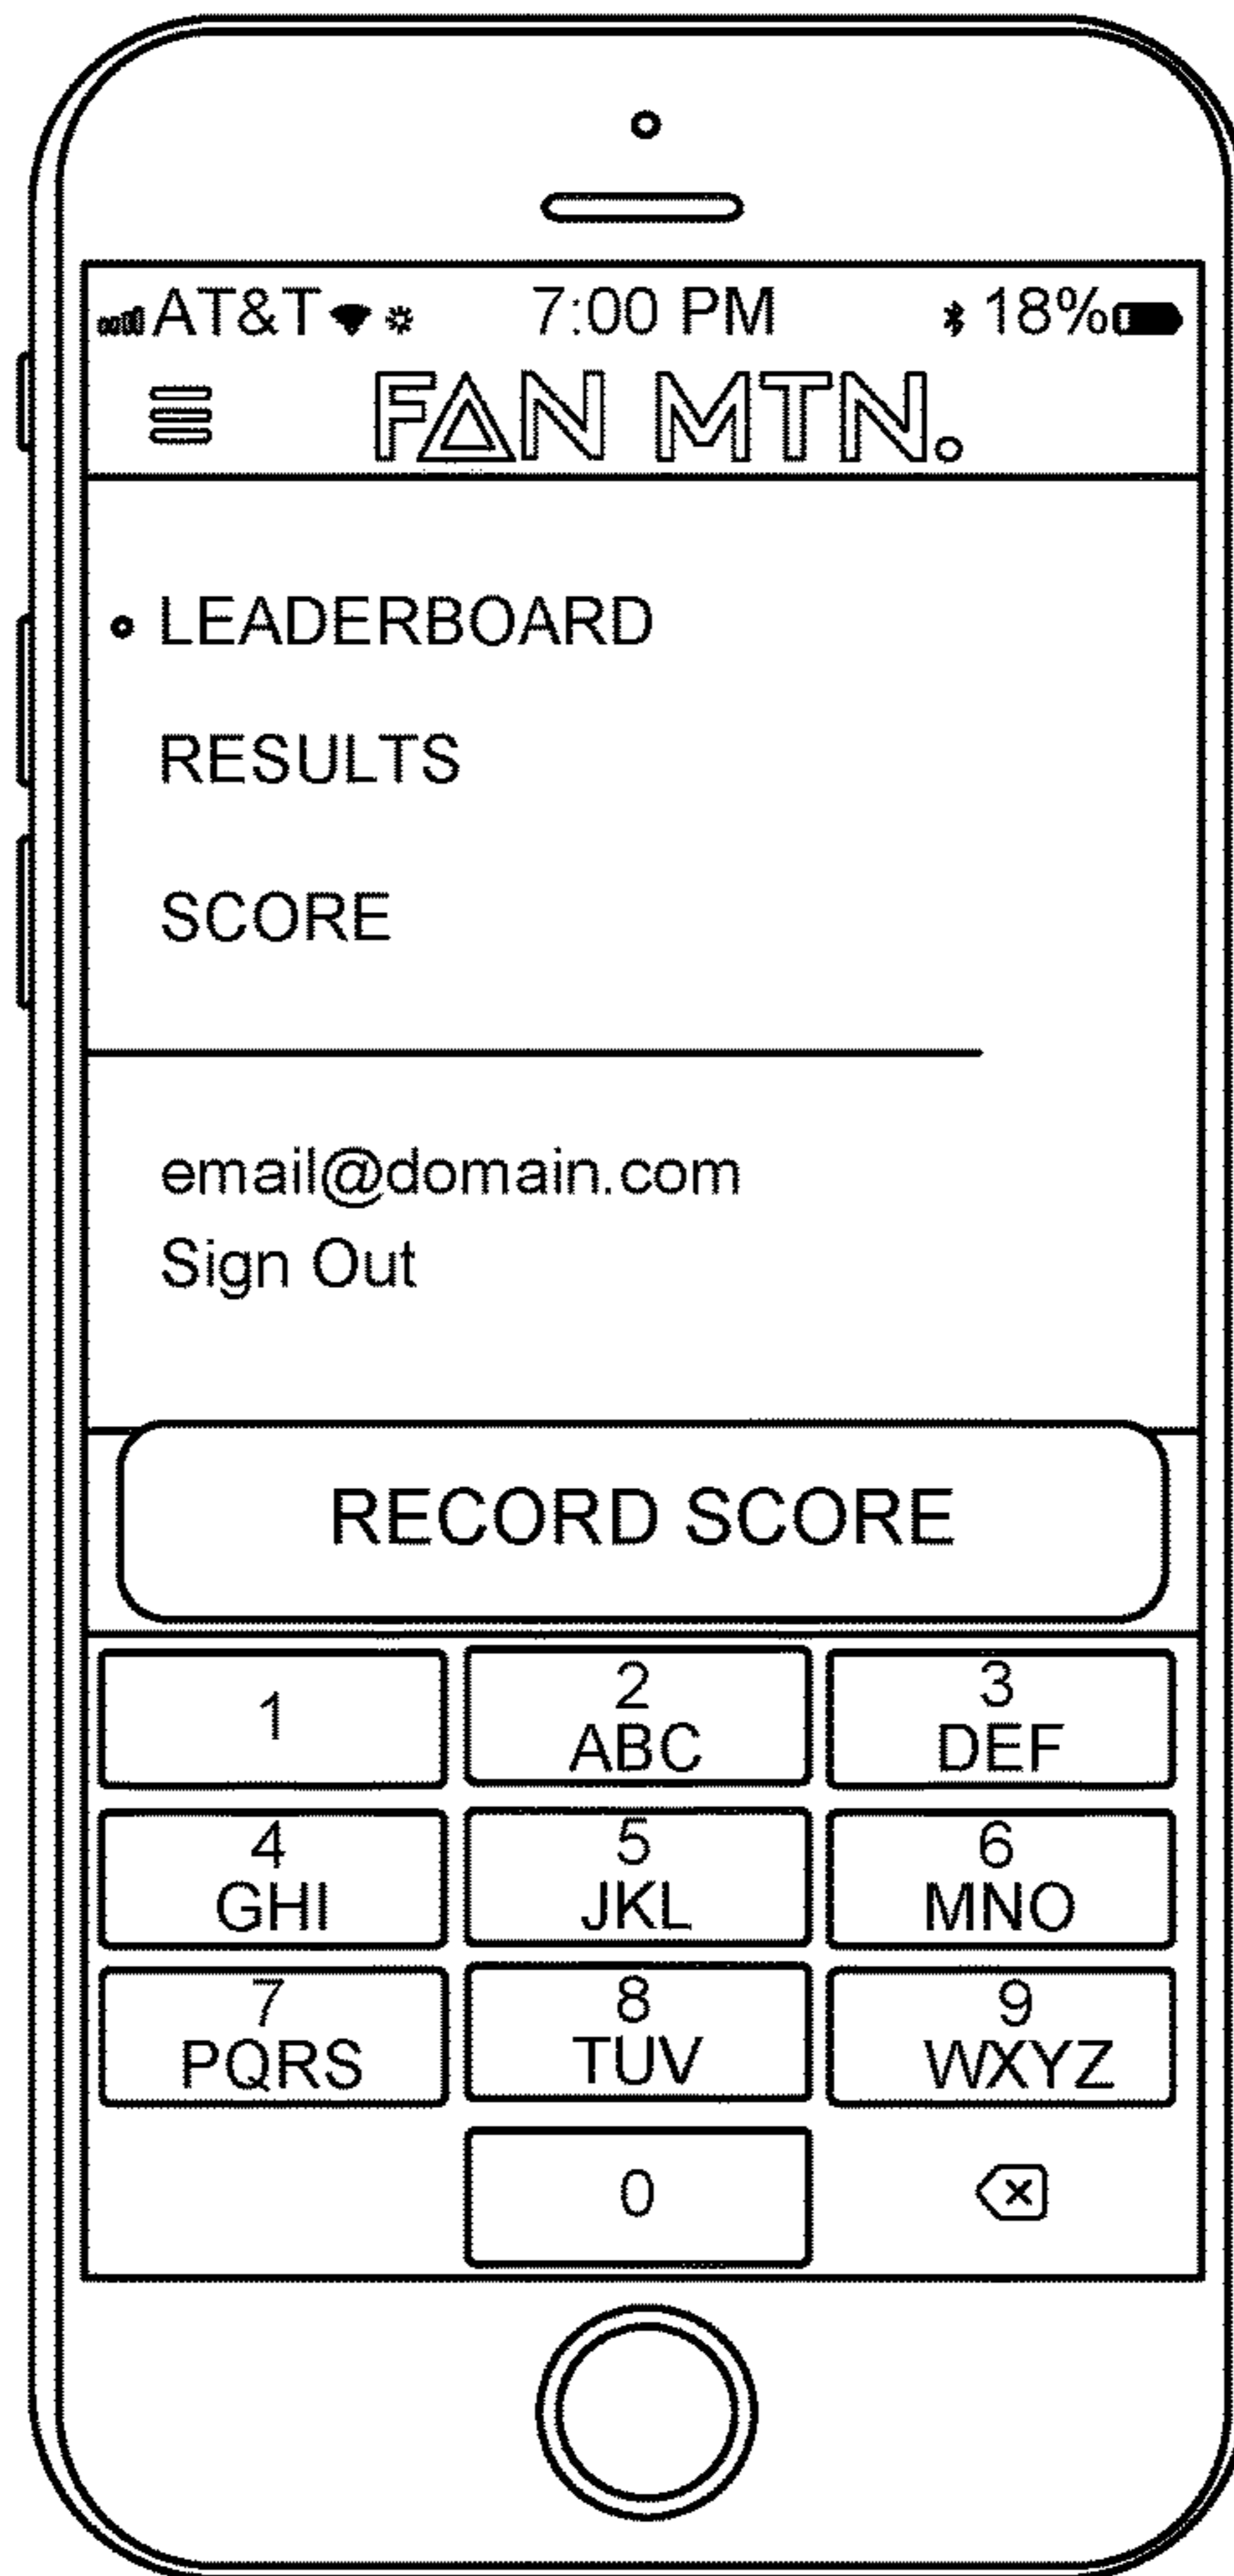 AT&T 7:00 PM 18%
FAN MTN.
LEADERBOARD
RESULTS
SCORE
email@domain.com
Sign Out
RECORD SCORE
1 2 3
ABC DEF
4 5 6
GHI JKL MNO
7 8 9
PQRS TUV WXYZ
0